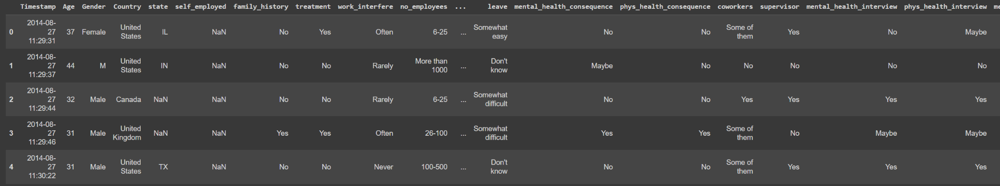 Timestamp Age Gender Country state self_employed family_history treatment work_interfere no_employees ... leave mental_health_consequence phys_health_consequence coworkers supervisor mental_health_interview phys_health_interview
0 2014-08-27 11:29:31 37 Female United States IL NaN No Yes Often 6-25 ... Somewhat easy No No Some of them Yes No Maybe
1 2014-08-27 11:29:37 44 M United States IN NaN No No Rarely More than 1000 ... Don't know Maybe No No No No No
2 2014-08-27 11:29:44 32 Male Canada NaN NaN No No Rarely 6-25 ... Somewhat difficult No No Yes Yes Yes Yes
3 2014-08-27 11:29:46 31 Male United Kingdom NaN NaN Yes Yes Often 26-100 ... Somewhat difficult Yes Yes Some of them No Maybe Maybe
4 2014-08-27 11:30:22 31 Male United States TX NaN No No Never 100-500 ... Don't know No No Some of them Yes Yes Yes